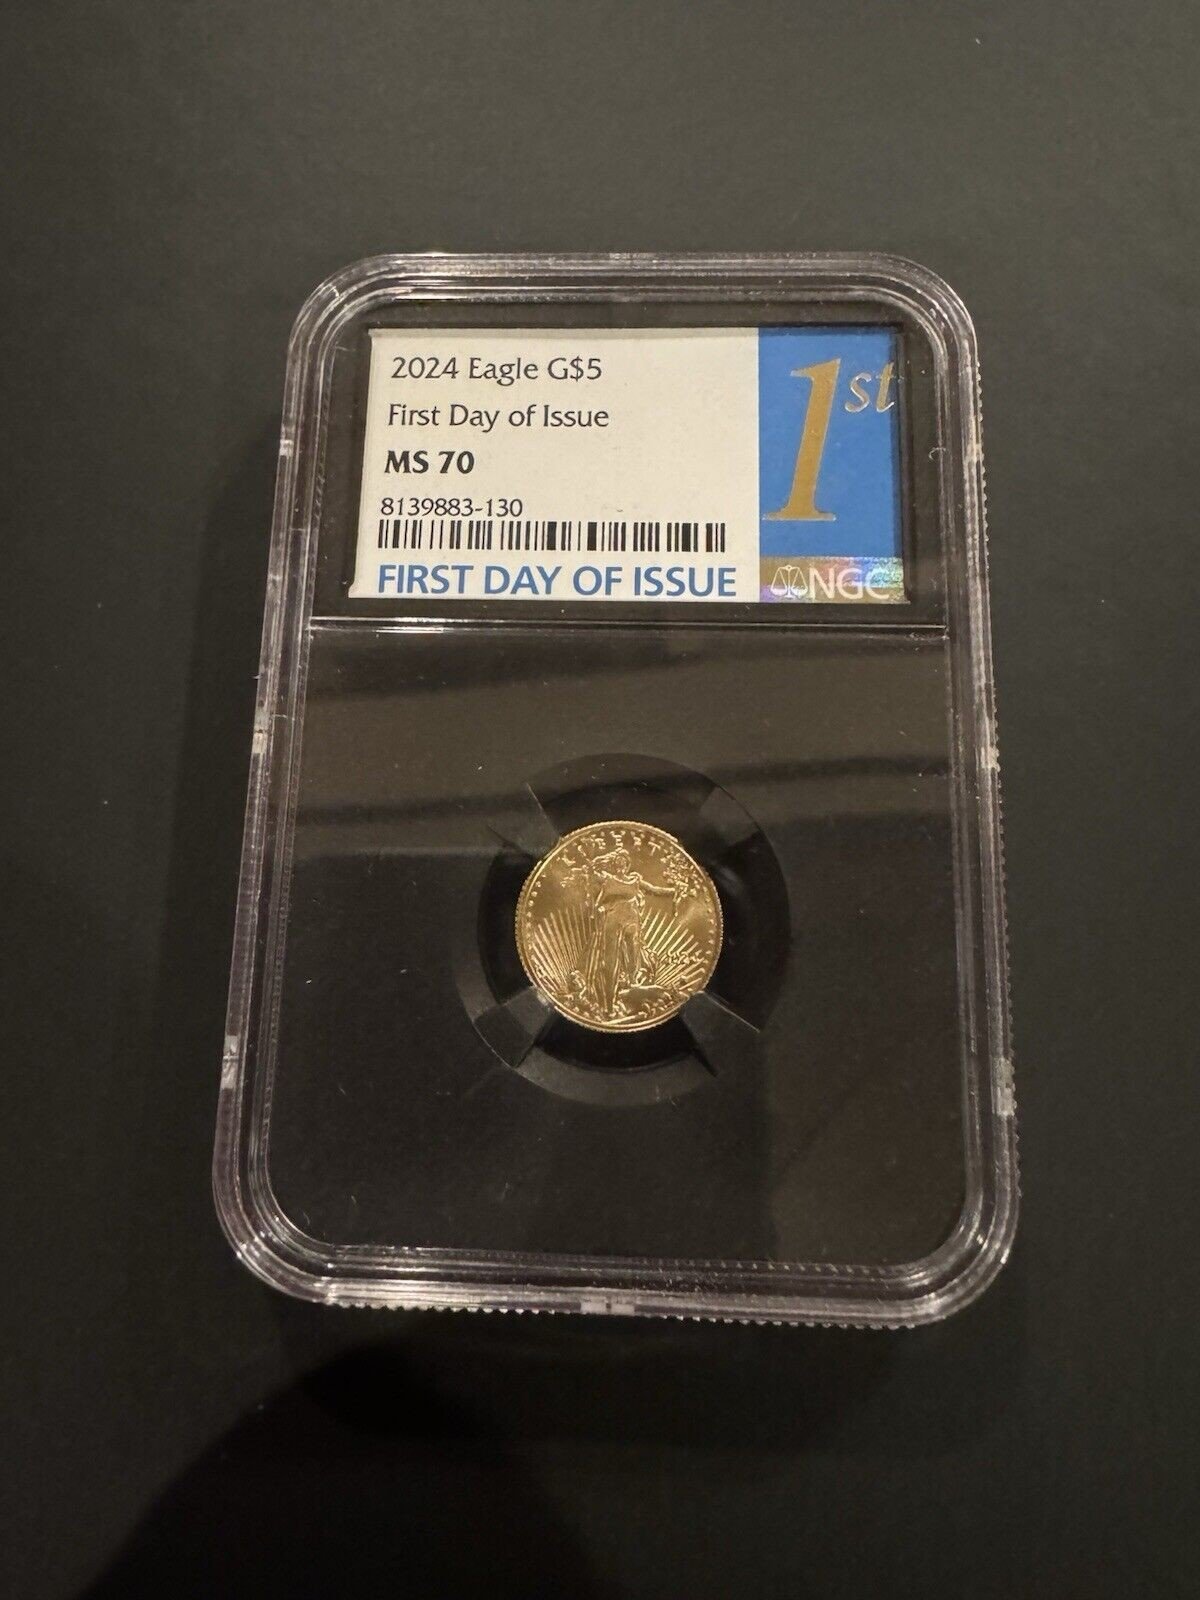 2024 Eagle G$5
First Day of Issue
MS 70
8139883-130
FIRST DAY OF ISSUE
1st
NGC
LIBERTY